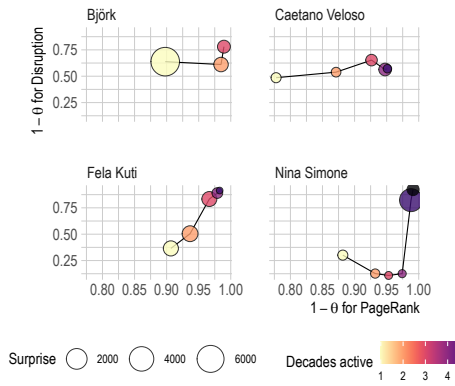 Björk
Caetano Veloso
1 − θ for Disruption
0.75
0.50
0.25
Fela Kuti
Nina Simone
0.75
0.50
0.25
0.80 0.85 0.90 0.95 1.00
0.80 0.85 0.90 0.95 1.00
1 − θ for PageRank
Surprise 2000 4000 6000
Decades active
1 2 3 4